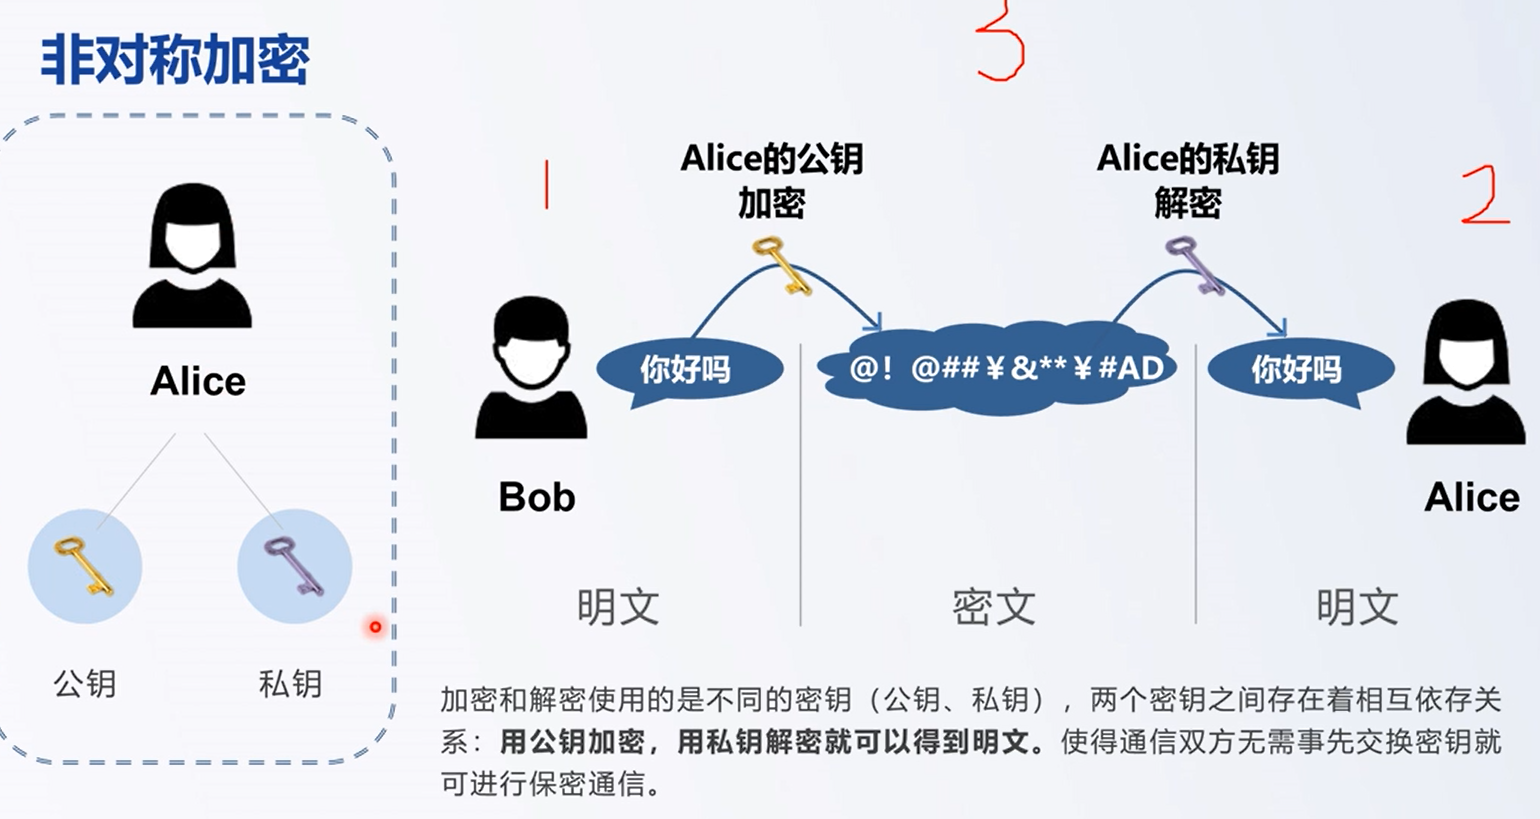 非对称加密
3
1
Alice的公钥
加密
Alice的私钥
解密
2
你好吗
@！@##￥&**￥#AD
你好吗
Alice
Bob
Alice
明文
密文
明文
公钥
私钥
加密和解密使用的是不同的密钥（公钥、私钥），两个密钥之间存在着相互依存关
系：用公钥加密，用私钥解密就可以得到明文。使得通信双方无需事先交换密钥就
可进行保密通信。